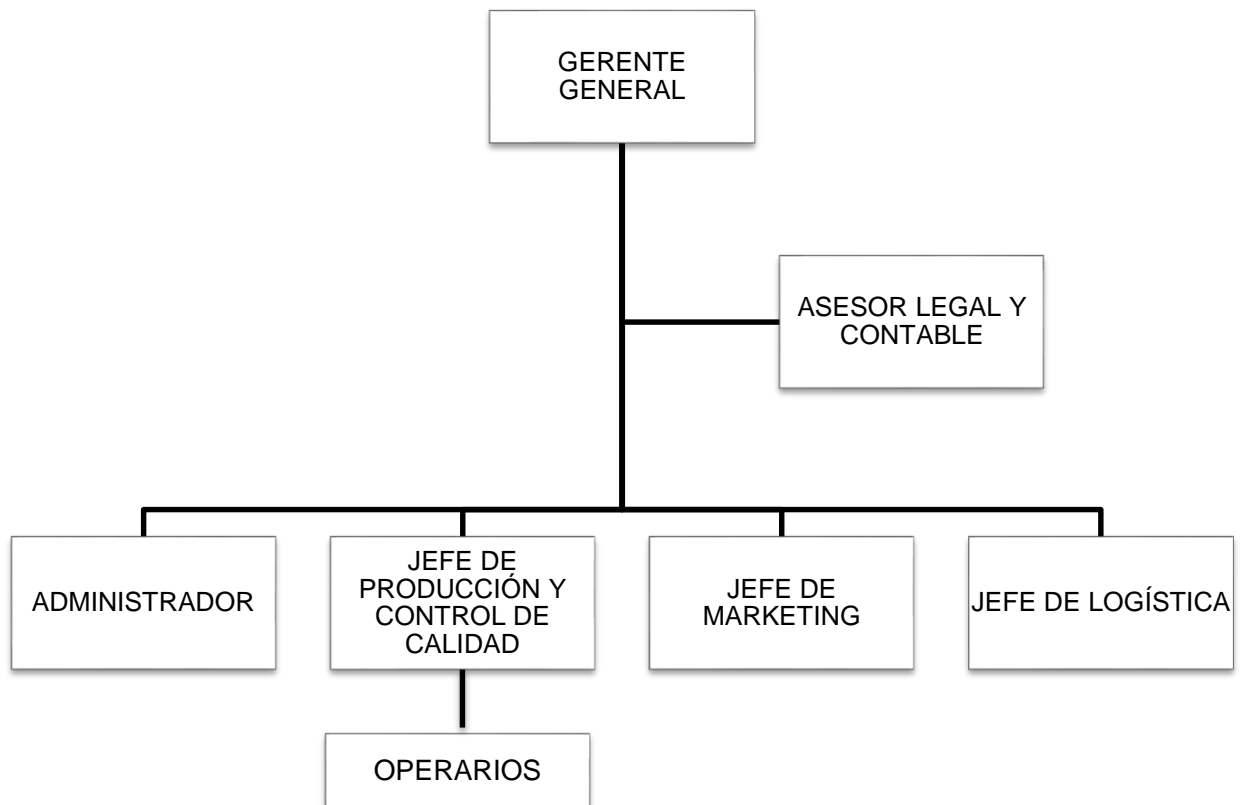 GERENTE
GENERAL
ASESOR LEGAL Y
CONTABLE
ADMINISTRADOR
JEFE DE
PRODUCCIÓN Y
CONTROL DE
CALIDAD
JEFE DE
MARKETING
JEFE DE LOGÍSTICA
OPERARIOS